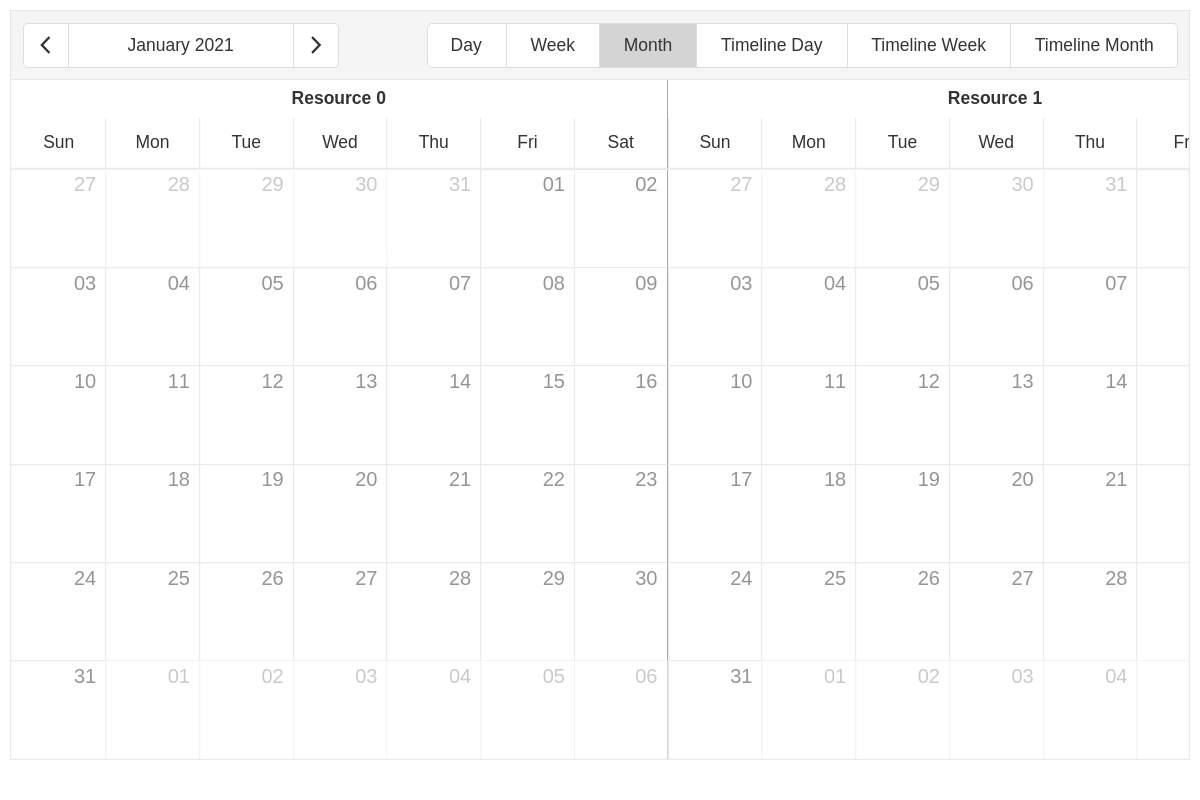 January 2021 Day Week Month Timeline Day Timeline Week Timeline Month
Resource 0 Resource 1
Sun Mon Tue Wed Thu Fri Sat Sun Mon Tue Wed Thu Fr
27 28 29 30 31 01 02 27 28 29 30 31
03 04 05 06 07 08 09 03 04 05 06 07
10 11 12 13 14 15 16 10 11 12 13 14
17 18 19 20 21 22 23 17 18 19 20 21
24 25 26 27 28 29 30 24 25 26 27 28
31 01 02 03 04 05 06 31 01 02 03 04